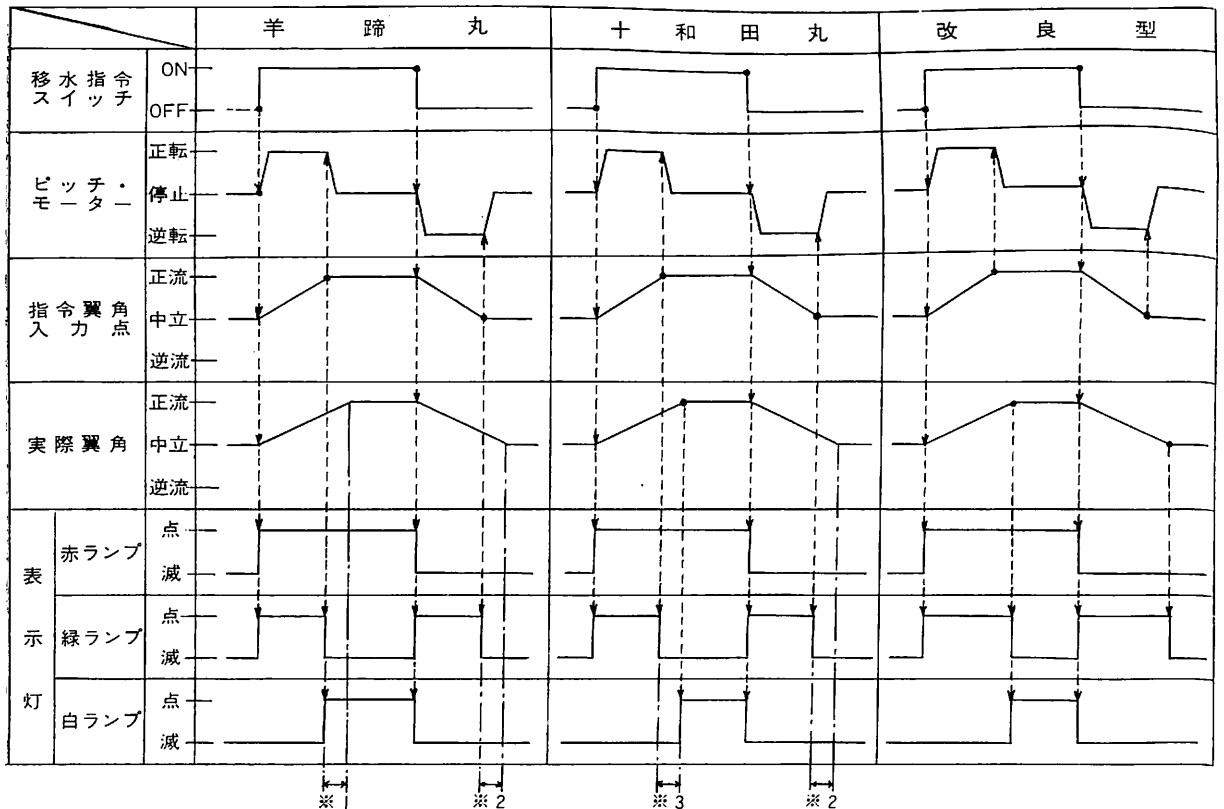 羊蹄丸 十和田丸 改良型
移水指令
スイッチ
ON
OFF
ピッチ・
モーター
正転
停止
逆転
指令翼角
入力点
正流
中立
逆流
実際翼角
正流
中立
逆流
表示灯
赤ランプ
点
滅
緑ランプ
点
滅
白ランプ
点
滅
※1 ※2 ※3 ※2